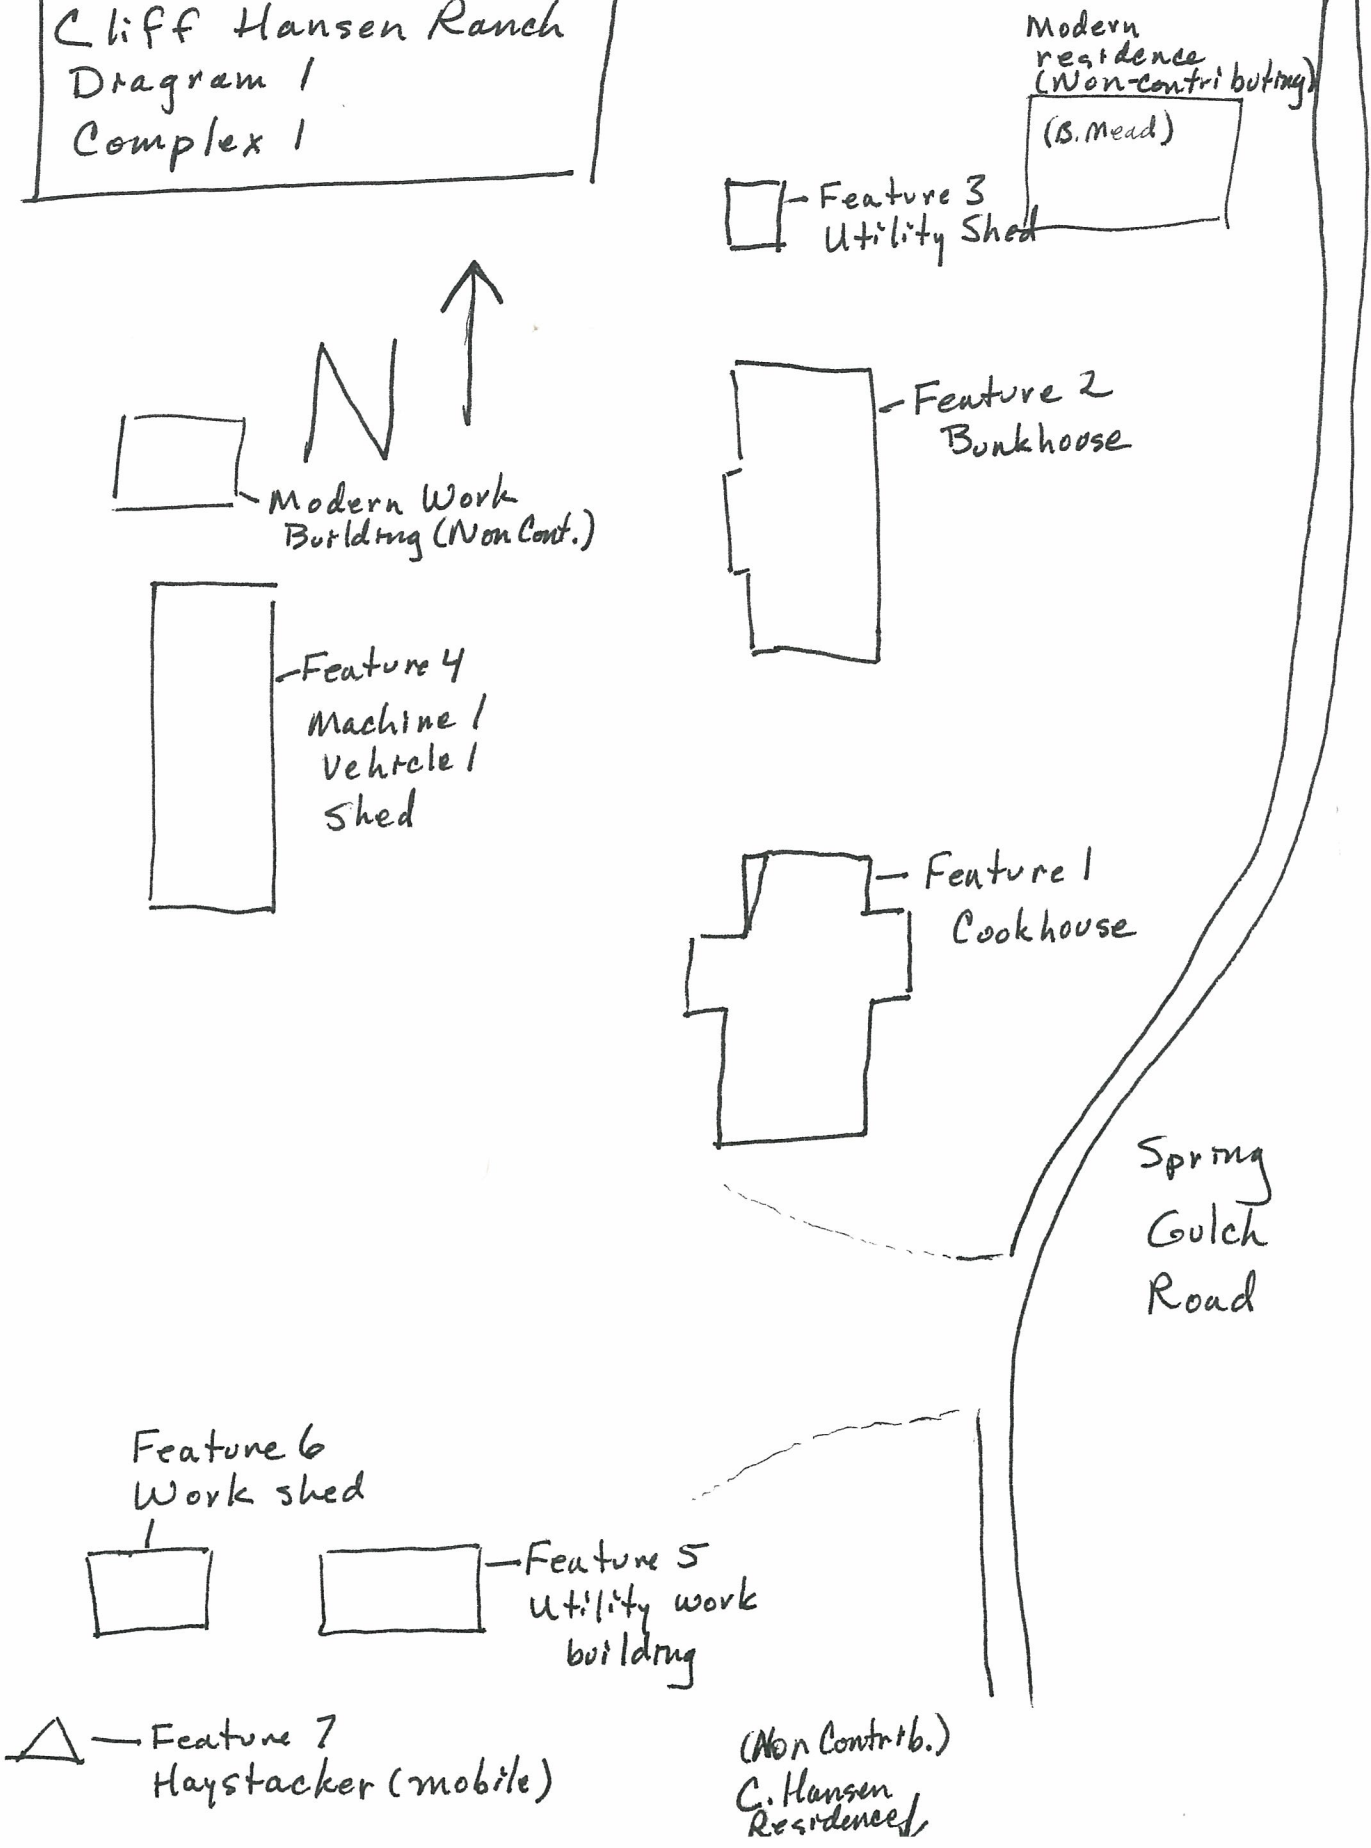 Cliff Hansen Ranch
Diagram 1
Complex 1
Modern
residence
(Non-contributing)
(B. Mead)
Feature 3
Utility Shed
N
Feature 2
Bunkhouse
Modern Work
Building (Non Cont.)
Feature 4
Machine /
Vehicle /
Shed
Feature 1
Cookhouse
Spring
Gulch
Road
Feature 6
Work shed
Feature 5
Utility work
building
Feature 7
Haystacker (mobile)
(Non Contrib.)
C. Hansen
Residence